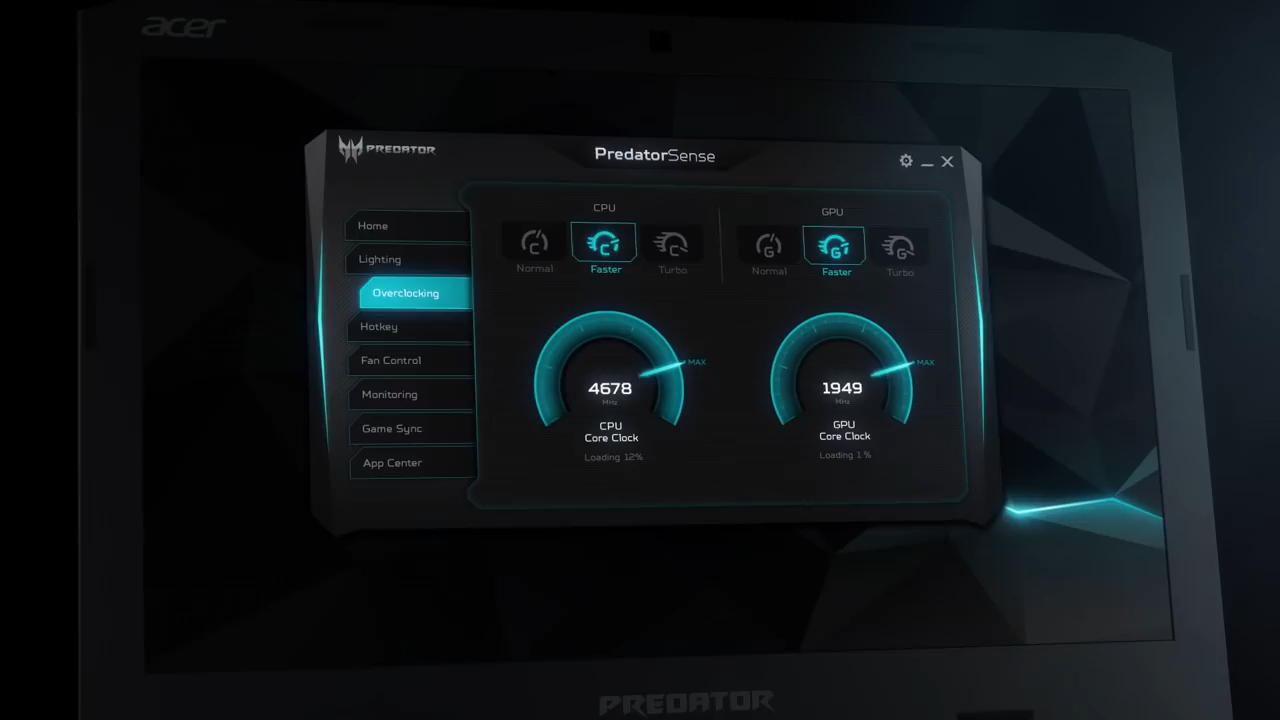 acer
PREDATOR
PredatorSense
Home
Lighting
Overclocking
Hotkey
Fan Control
Monitoring
Game Sync
App Center
CPU
Normal
Faster
Turbo
GPU
Normal
Faster
Turbo
MAX
4678
MHz
CPU
Core Clock
Loading 12%
MAX
1949
MHz
GPU
Core Clock
Loading 1 %
PREDATOR